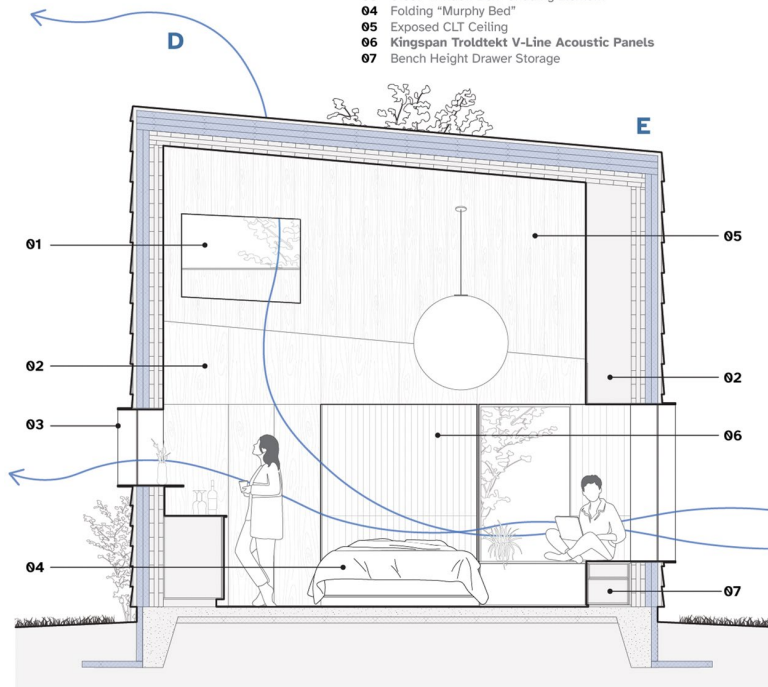 04 Folding “Murphy Bed”
05 Exposed CLT Ceiling
06 Kingspan Troldtekt V-Line Acoustic Panels
07 Bench Height Drawer Storage
D
E
01
05
02
02
03
06
04
07